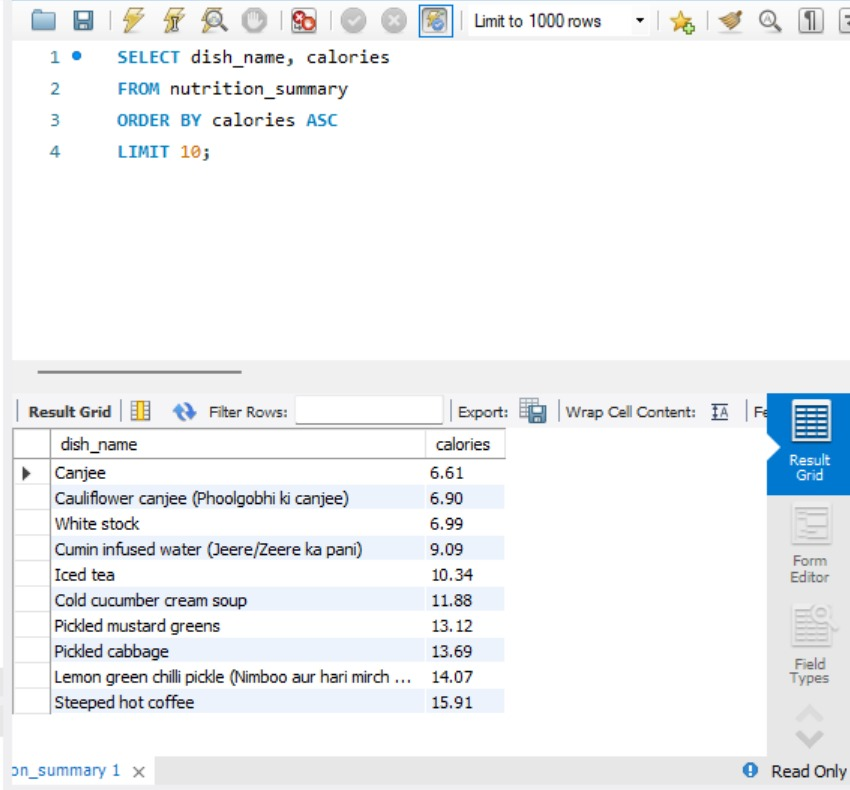 Limit to 1000 rows
1 SELECT dish_name, calories
2 FROM nutrition_summary
3 ORDER BY calories ASC
4 LIMIT 10;
Result Grid Filter Rows: Export: Wrap Cell Content: Fe
dish_name calories
Canjee 6.61
Cauliflower canjee (Phoolgobhi ki canjee) 6.90
White stock 6.99
Cumin infused water (Jeere/Zeere ka pani) 9.09
Iced tea 10.34
Cold cucumber cream soup 11.88
Pickled mustard greens 13.12
Pickled cabbage 13.69
Lemon green chilli pickle (Nimboo aur hari mirch ... 14.07
Steeped hot coffee 15.91
Result
Grid
Form
Editor
Field
Types
on_summary 1 Read Only